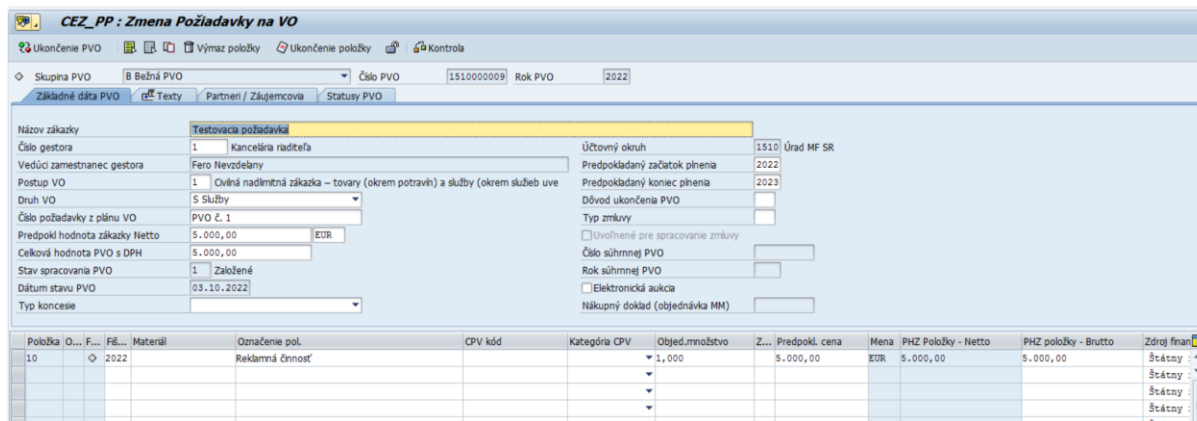 CEZ_PP : Zmena Požiadavky na VO
Ukončenie PVO Výmaz položky Ukončenie položky Kontrola
Skupina PVO B Bežná PVO Číslo PVO 1510000009 Rok PVO 2022
Základné dáta PVO Texty Partneri / Záujemcovia Statusy PVO
Názov zákazky Testovacia požiadavka
Číslo gestora 1 Kancelária riaditeľa Účtovný okruh 1510 Úrad MF SR
Vedúci zamestnanec gestora Fero Nevzdelany Predpokladaný začiatok plnenia 2022
Postup VO 1 Civilná nadlimitná zákazka – tovary (okrem potravín) a služby (okrem služieb uve Predpokladaný koniec plnenia 2023
Druh VO S Služby Dôvod ukončenia PVO
Číslo požiadavky z plánu VO PVO č. 1 Typ zmluvy
Predpokl hodnota zákazky Netto 5.000,00 EUR Uvoľnené pre spracovanie zmluvy
Celková hodnota PVO s DPH 5.000,00 Číslo súhrnnej PVO
Stav spracovania PVO 1 Založené Rok súhrnnej PVO
Dátum stavu PVO 03.10.2022 Elektronická aukcia
Typ koncesie Nákupný doklad (objednávka MM)
Položka O... F... Fiš... Materiál Označenie pol. CPV kód Kategória CPV Objed.množstvo Z... Predpokl. cena Mena PHZ Položky - Netto PHZ položky - Brutto Zdroj finan
10 2022 Reklamná činnosť 1,000 5.000,00 EUR 5.000,00 5.000,00 Štátny
Štátny
Štátny
Štátny